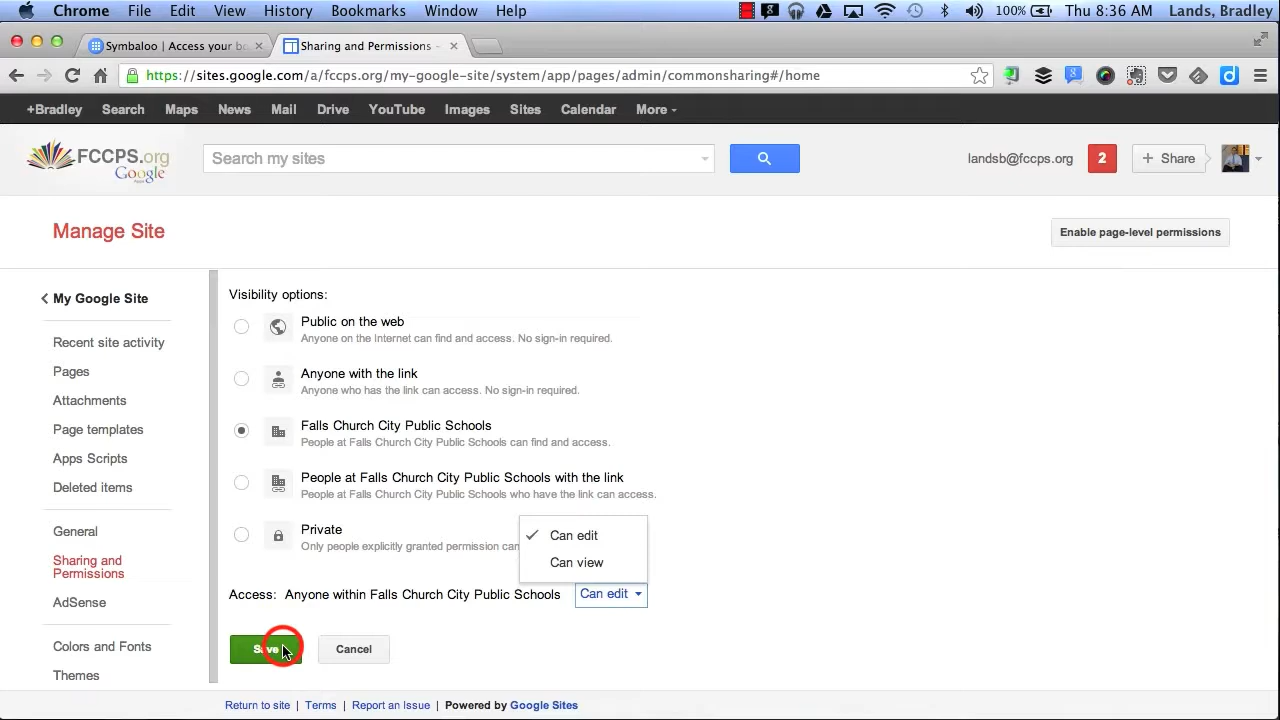 Chrome File Edit View History Bookmarks Window Help 100% Thu 8:36 AM Lands, Bradley
Symbaloo | Access your bo
Sharing and Permissions -
https://sites.google.com/a/fccps.org/my-google-site/system/app/pages/admin/commonsharing#/home
+Bradley Search Maps News Mail Drive YouTube Images Sites Calendar More
FCCPS.org
Google
Search my sites
landsb@fccps.org 2 + Share
Manage Site
Enable page-level permissions
My Google Site
Recent site activity
Pages
Attachments
Page templates
Apps Scripts
Deleted items
General
Sharing and
Permissions
AdSense
Colors and Fonts
Themes
Visibility options:
Public on the web
Anyone on the Internet can find and access. No sign-in required.
Anyone with the link
Anyone who has the link can access. No sign-in required.
Falls Church City Public Schools
People at Falls Church City Public Schools can find and access.
People at Falls Church City Public Schools with the link
People at Falls Church City Public Schools who have the link can access.
Private
Only people explicitly granted permission can
Can edit
Can view
Access: Anyone within Falls Church City Public Schools Can edit
Save Cancel
Return to site | Terms | Report an Issue | Powered by Google Sites